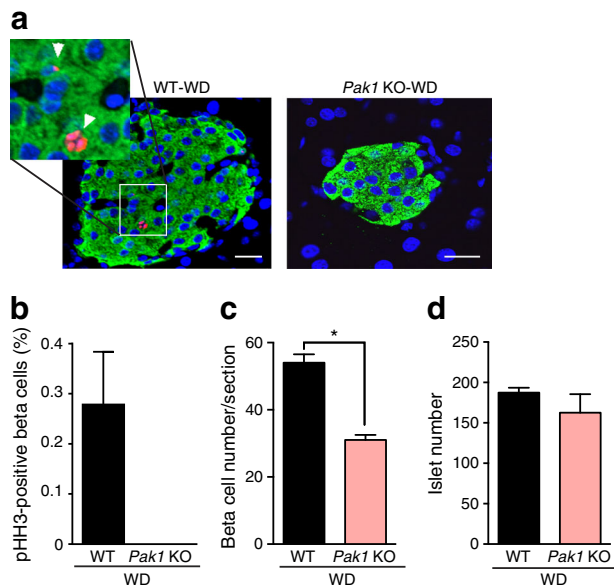 a
WT-WD
Pak1 KO-WD
b
pHH3-positive beta cells (%)
0.4
0.3
0.2
0.1
0
WT
Pak1 KO
WD
c
Beta cell number/section
60
40
20
0
*
WT
Pak1 KO
WD
d
Islet number
250
200
150
100
50
0
WT
Pak1 KO
WD